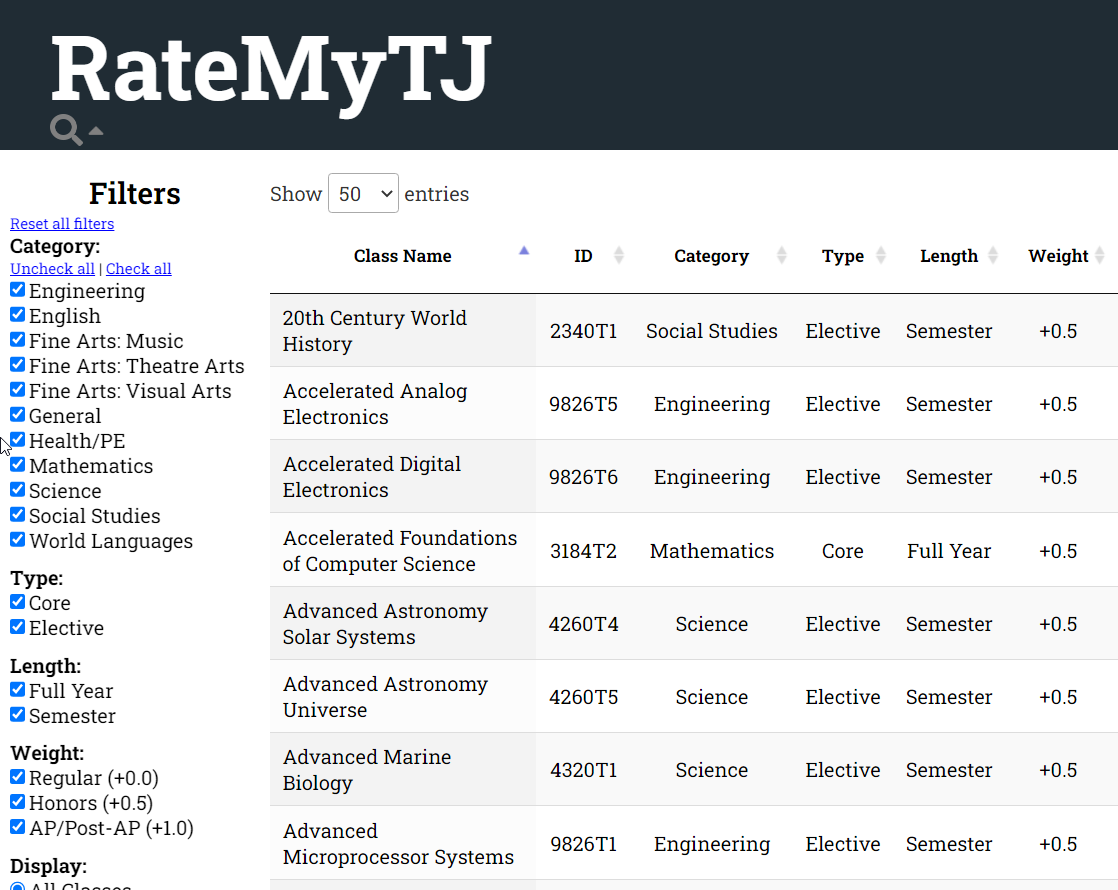 RateMyTJ
Filters
Reset all filters
Category:
Uncheck all | Check all
Engineering
English
Fine Arts: Music
Fine Arts: Theatre Arts
Fine Arts: Visual Arts
General
Health/PE
Mathematics
Science
Social Studies
World Languages
Type:
Core
Elective
Length:
Full Year
Semester
Weight:
Regular (+0.0)
Honors (+0.5)
AP/Post-AP (+1.0)
Display:
All Classes
Show 50 entries
Class Name ID Category Type Length Weight
20th Century World
History
2340T1 Social Studies Elective Semester +0.5
Accelerated Analog
Electronics
9826T5 Engineering Elective Semester +0.5
Accelerated Digital
Electronics
9826T6 Engineering Elective Semester +0.5
Accelerated Foundations
of Computer Science
3184T2 Mathematics Core Full Year +0.5
Advanced Astronomy
Solar Systems
4260T4 Science Elective Semester +0.5
Advanced Astronomy
Universe
4260T5 Science Elective Semester +0.5
Advanced Marine
Biology
4320T1 Science Elective Semester +0.5
Advanced
Microprocessor Systems
9826T1 Engineering Elective Semester +0.5